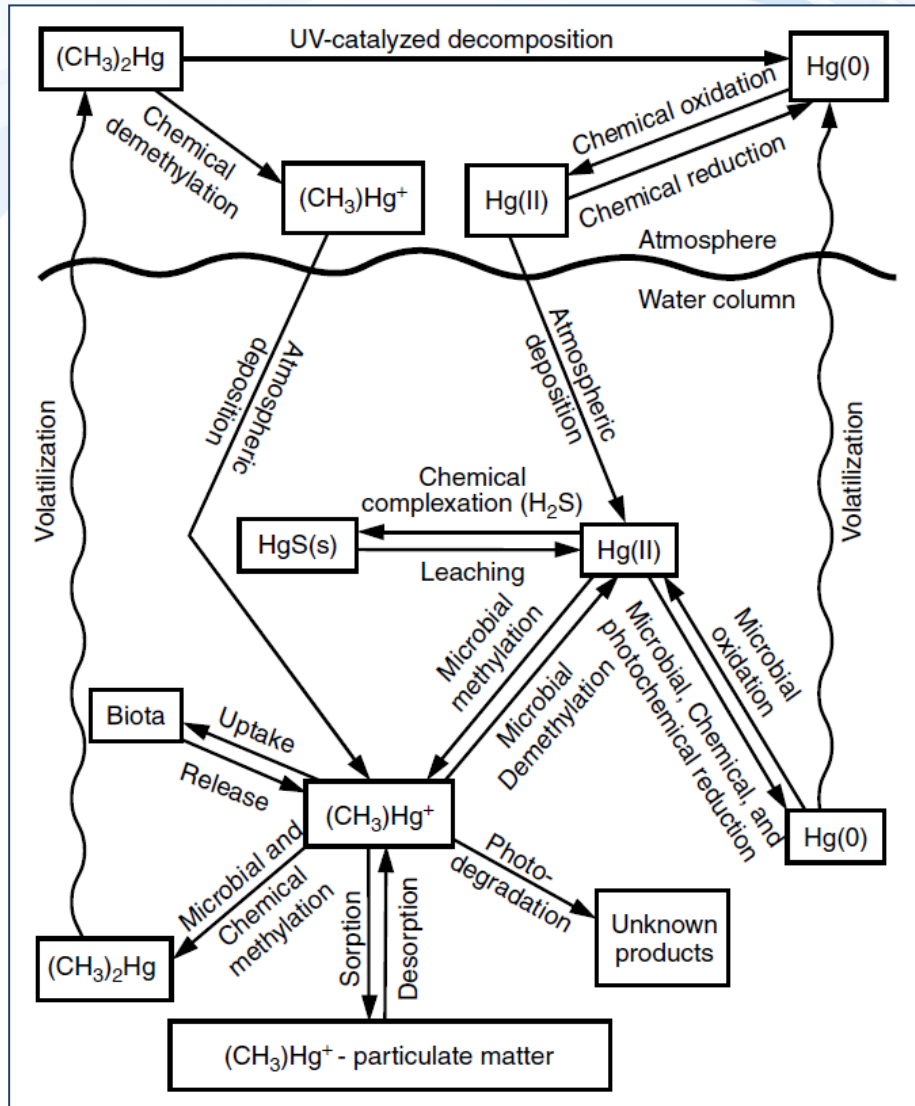 UV-catalyzed decomposition
(CH₃)₂Hg
Hg(0)
Chemical oxidation
Chemical
demethylation
Chemical reduction
(CH₃)Hg⁺
Hg(II)
Atmosphere
Water column
Atmospheric
deposition
Atmospheric
deposition
Volatilization
Volatilization
Chemical
complexation (H₂S)
HgS(s)
Hg(II)
Leaching
Microbial
methylation
Microbial
Demethylation
Microbial, Chemical, and
photochemical reduction
Microbial
oxidation
Biota
Uptake
Release
(CH₃)Hg⁺
Hg(0)
Microbial and
Chemical
methylation
Photo-
degradation
Sorption
Desorption
Unknown
products
(CH₃)₂Hg
(CH₃)Hg⁺ - particulate matter